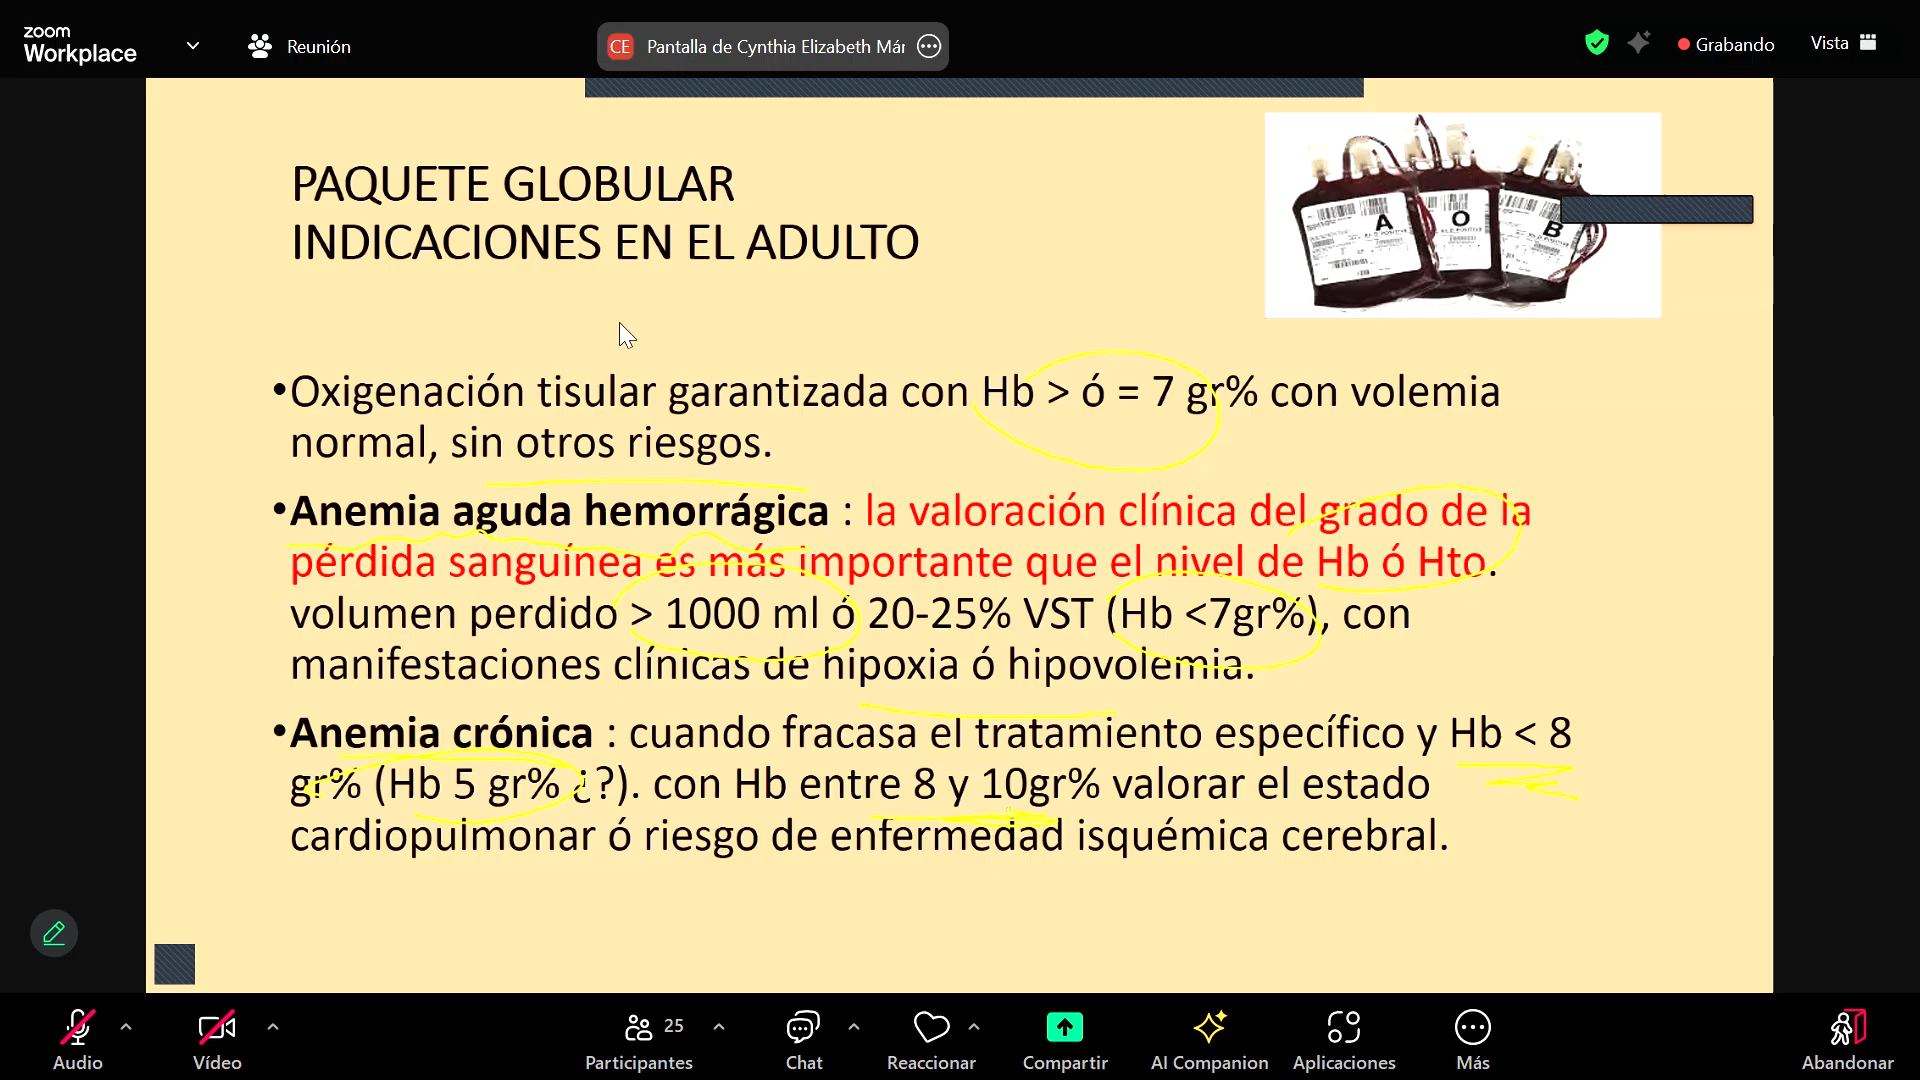 zoom
Workplace
Reunión
CE
Pantalla de Cynthia Elizabeth Már
Grabando
Vista
PAQUETE GLOBULAR
INDICACIONES EN EL ADULTO
A
O
B
•Oxigenación tisular garantizada con Hb > ó = 7 gr% con volemia
normal, sin otros riesgos.
•Anemia aguda hemorrágica : la valoración clínica del grado de la
pérdida sanguínea es más importante que el nivel de Hb ó Hto.
volumen perdido > 1000 ml ó 20-25% VST (Hb <7gr%), con
manifestaciones clínicas de hipoxia ó hipovolemia.
•Anemia crónica : cuando fracasa el tratamiento específico y Hb < 8
gr% (Hb 5 gr% ¿?). con Hb entre 8 y 10gr% valorar el estado
cardiopulmonar ó riesgo de enfermedad isquémica cerebral.
Audio
Vídeo
25
Participantes
Chat
Reaccionar
Compartir
AI Companion
Aplicaciones
Más
Abandonar